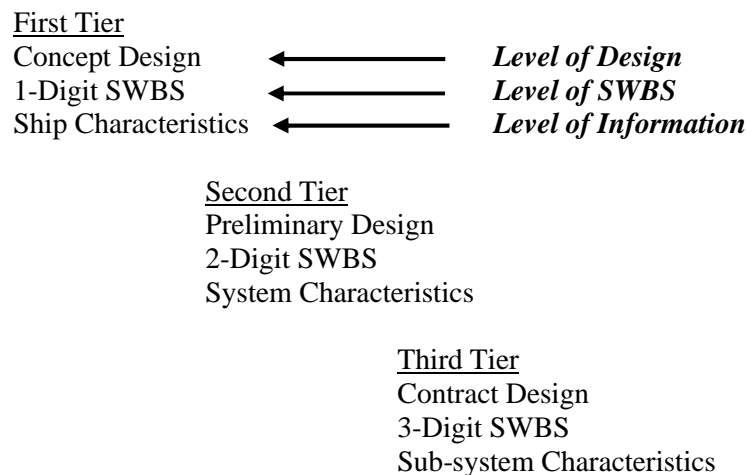 First Tier
Concept Design Level of Design
1-Digit SWBS Level of SWBS
Ship Characteristics Level of Information
Second Tier
Preliminary Design
2-Digit SWBS
System Characteristics
Third Tier
Contract Design
3-Digit SWBS
Sub-system Characteristics